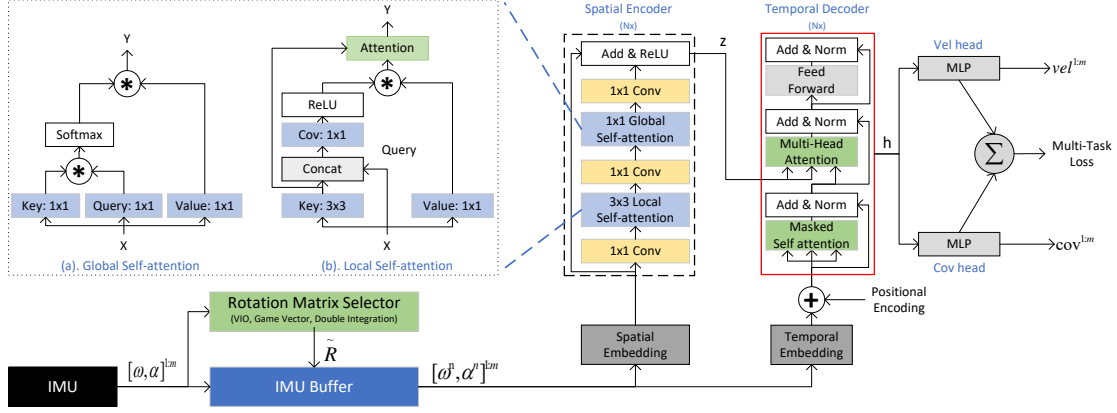 Y
Attention
ReLU
Cov: 1x1
Concat
Query
Key: 3x3
Value: 1x1
X
(b). Local Self-attention
Y
Softmax
Key: 1x1
Query: 1x1
Value: 1x1
X
(a). Global Self-attention
Spatial Encoder
(Nx)
Add & ReLU
1x1 Conv
1x1 Global
Self-attention
1x1 Conv
3x3 Local
Self-attention
1x1 Conv
z
Temporal Decoder
(Nx)
Add & Norm
Feed
Forward
Add & Norm
Multi-Head
Attention
Add & Norm
Masked
Self attention
h
Vel head
MLP
vel^{1:m}
Σ
Multi-Task
Loss
MLP
cov^{1:m}
Cov head
+
Positional
Encoding
Spatial
Embedding
Temporal
Embedding
Rotation Matrix Selector
(VIO, Game Vector, Double Integration)
R̃
IMU
[ω,α]^{1:m}
IMU Buffer
[ω^n,α^n]^{1:m}